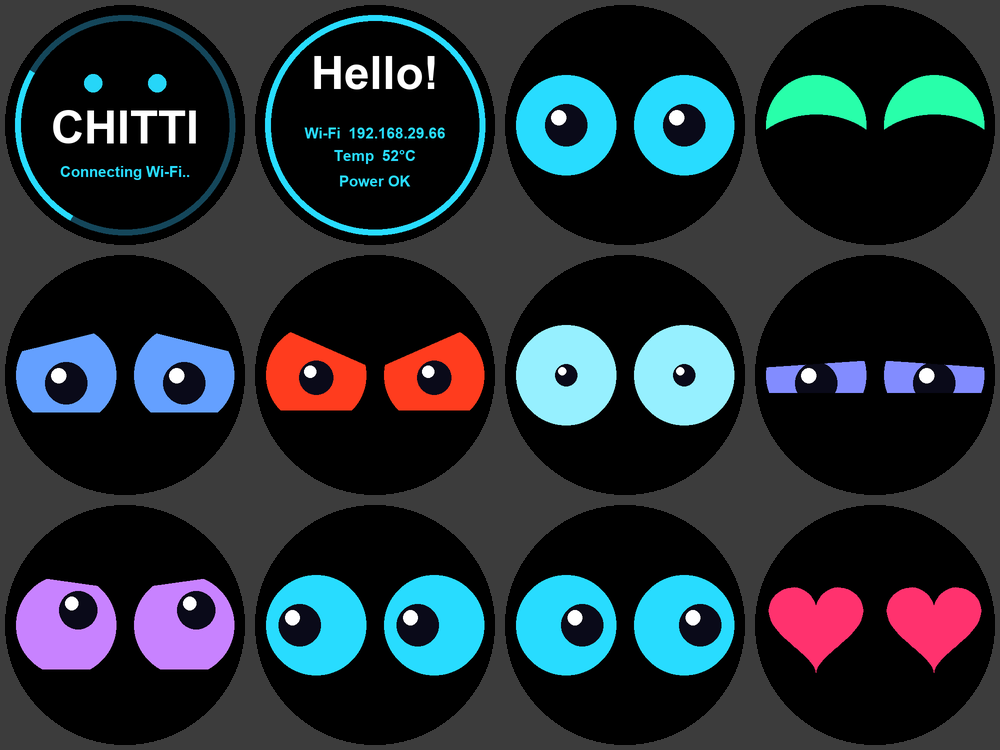 CHITTI
Connecting Wi-Fi..
Hello!
Wi-Fi 192.168.29.66
Temp 52°C
Power OK